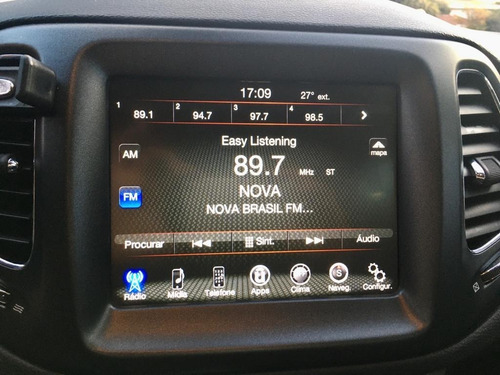 17:09 27° ext.
1 89.1 2 94.7 3 97.7 4 98.5
Easy Listening
AM 89.7 MHz ST mapa
FM NOVA
NOVA BRASIL FM...
Procurar Sint. Áudio
Rádio Mídia Telefone Apps Clima Naveg. Configur.